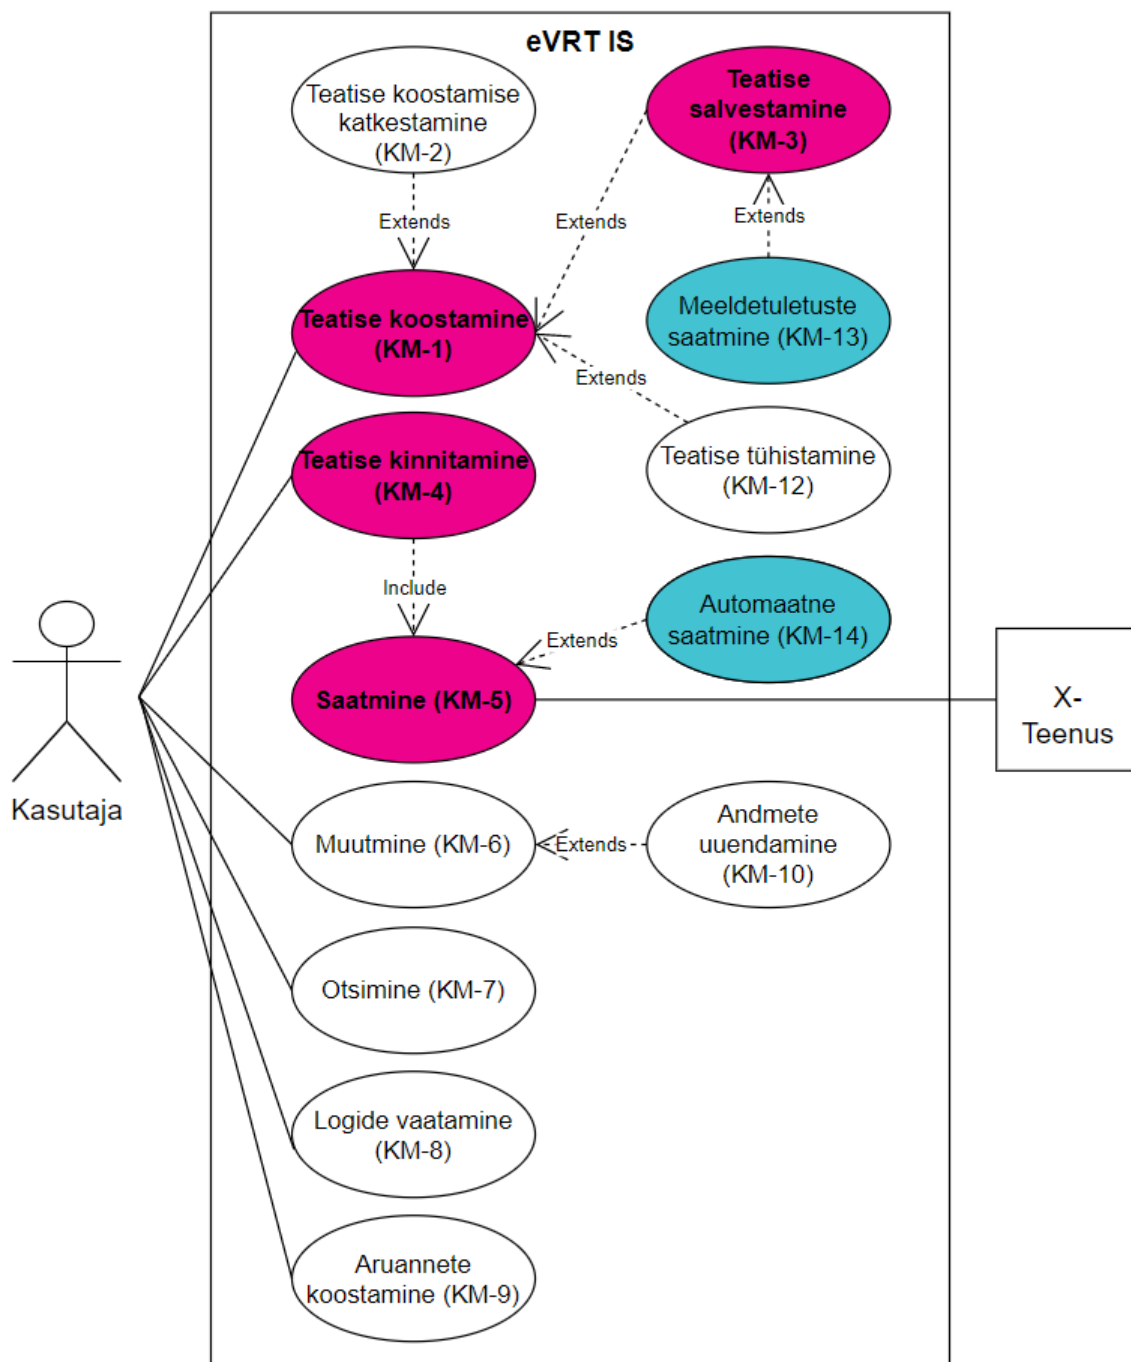 eVRT IS
Teatise koostamise
katkestamine
(KM-2)
Teatise
salvestamine
(KM-3)
Extends
Extends
Extends
Teatise koostamine
(KM-1)
Meeldetuletuste
saatmine (KM-13)
Extends
Teatise kinnitamine
(KM-4)
Teatise tühistamine
(KM-12)
Include
Automaatne
saatmine (KM-14)
Extends
Saatmine (KM-5)
X-
Teenus
Kasutaja
Muutmine (KM-6)
Extends
Andmete
uuendamine
(KM-10)
Otsimine (KM-7)
Logide vaatamine
(KM-8)
Aruannete
koostamine (KM-9)